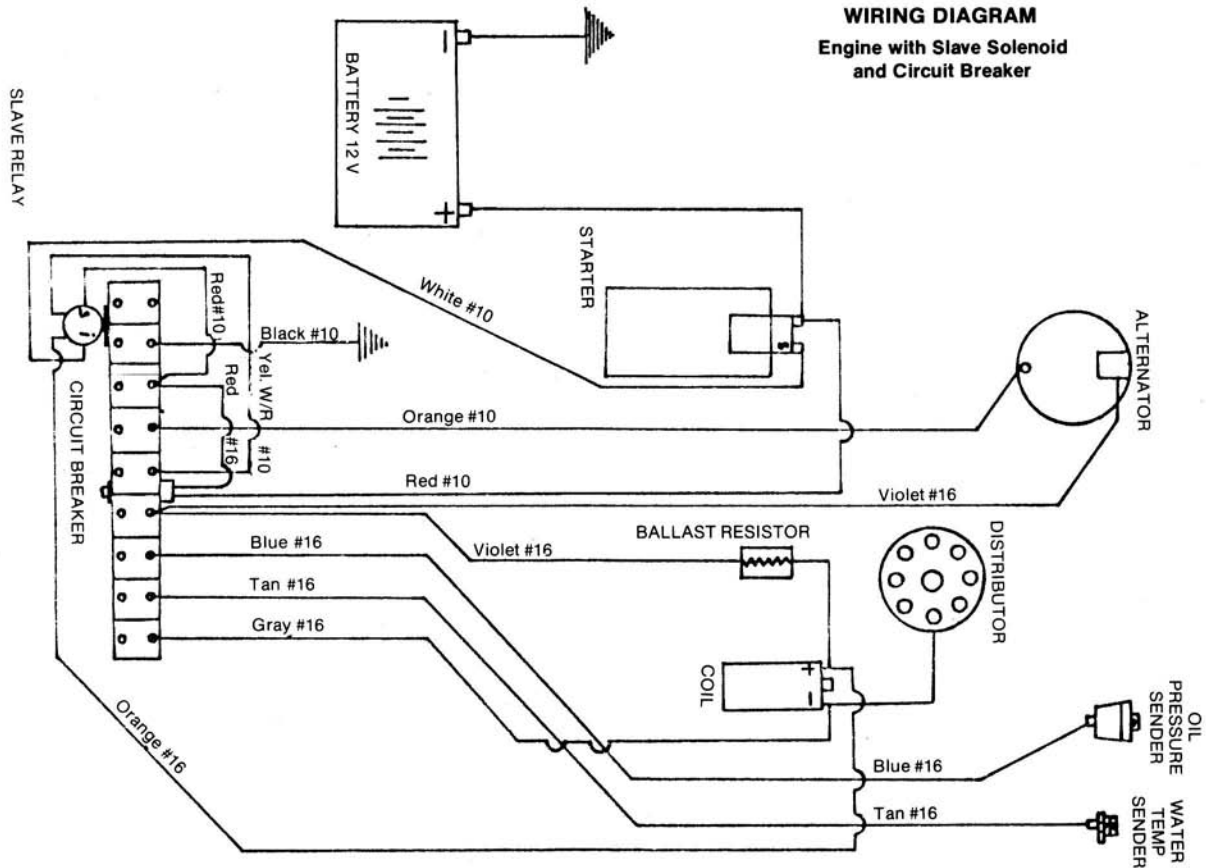 WIRING DIAGRAM
Engine with Slave Solenoid
and Circuit Breaker
BATTERY 12 V
−
+
SLAVE RELAY
STARTER
S
ALTERNATOR
White #10
Red#10
Black #10
Yel. W/R #10
Red #16
S
I
CIRCUIT BREAKER
Orange #10
Red #10
Violet #16
Violet #16
BALLAST RESISTOR
DISTRIBUTOR
Blue #16
Tan #16
Gray #16
COIL
+
−
Orange #16
OIL
PRESSURE
SENDER
Blue #16
Tan #16
WATER
TEMP
SENDER